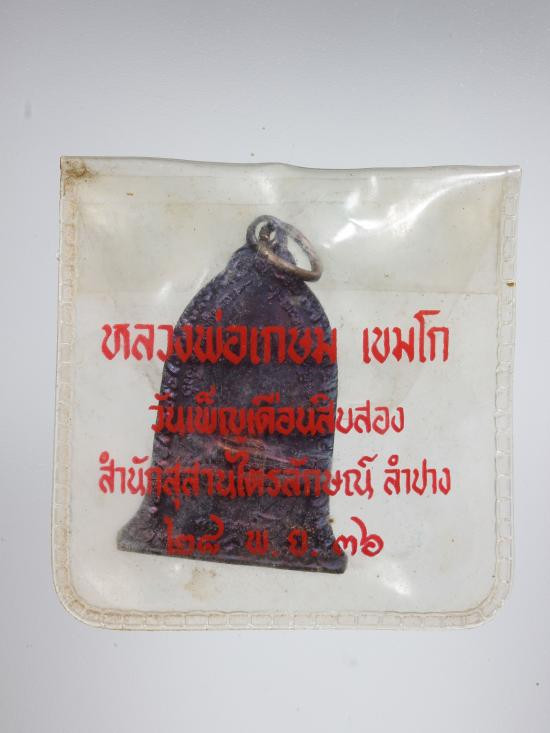 หลวงพ่อเกษม เขมโก
วันเพ็ญเดือนสิบสอง
สำนักสุสานไตรลักษณ์ ลำปาง
๒๘ พ.ย. ๓๖